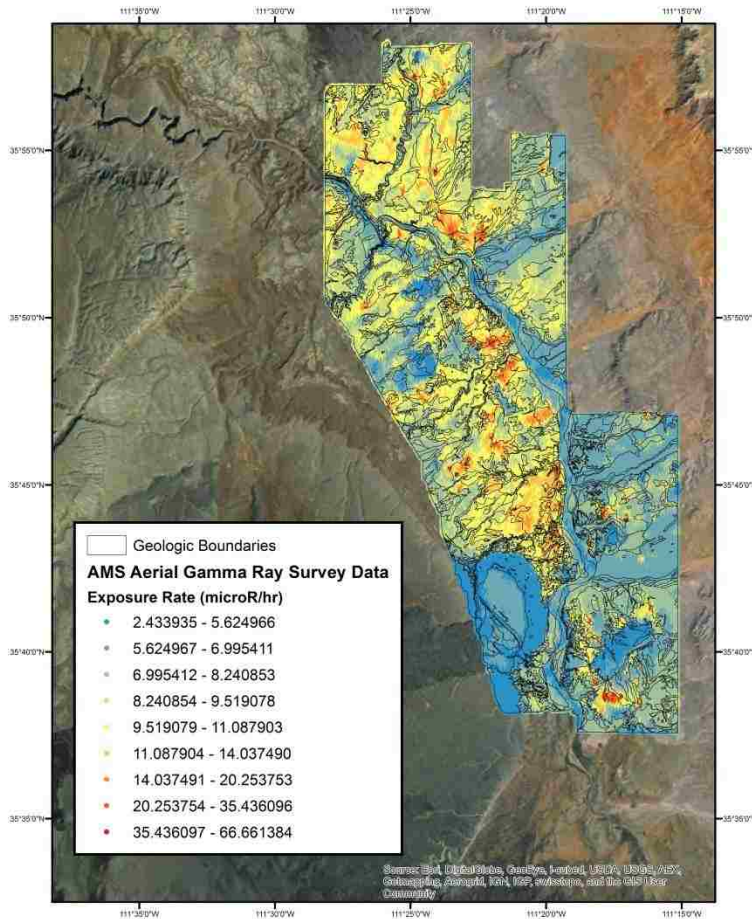 111°35'0"W 111°30'0"W 111°25'0"W 111°20'0"W 111°15'0"W
35°55'0"N 35°55'0"N
35°50'0"N 35°50'0"N
35°45'0"N 35°45'0"N
Geologic Boundaries
AMS Aerial Gamma Ray Survey Data
Exposure Rate (microR/hr)
2.433935 - 5.624966
5.624967 - 6.995411
6.995412 - 8.240853
8.240854 - 9.519078
9.519079 - 11.087903
11.087904 - 14.037490
14.037491 - 20.253753
20.253754 - 35.436096
35.436097 - 66.661384
35°40'0"N 35°40'0"N
35°35'0"N 35°35'0"N
Source: Esri, DigitalGlobe, GeoEye, i-cubed, USDA, USGS, AEX,
Getmapping, Aerogrid, IGN, IGP, swisstopo, and the GIS User
Community
111°35'0"W 111°30'0"W 111°25'0"W 111°20'0"W 111°15'0"W